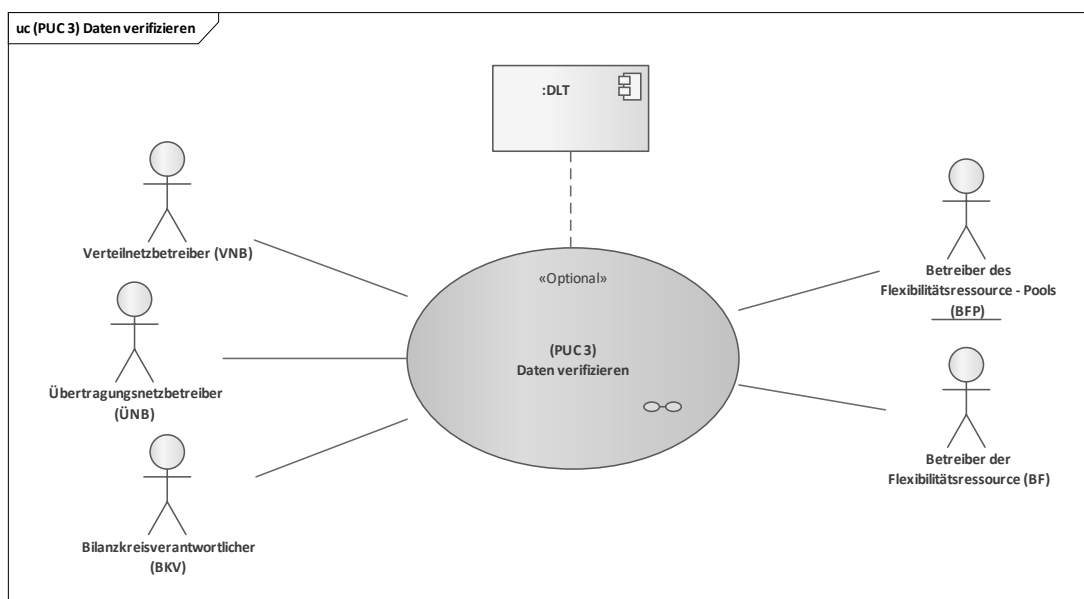 uc (PUC 3) Daten verifizieren
:DLT
Verteilnetzbetreiber (VNB)
Übertragungsnetzbetreiber
(ÜNB)
Bilanzkreisverantwortlicher
(BKV)
«Optional»
(PUC 3)
Daten verifizieren
Betreiber des
Flexibilitätsressource - Pools
(BFP)
Betreiber der
Flexibilitätsressource (BF)